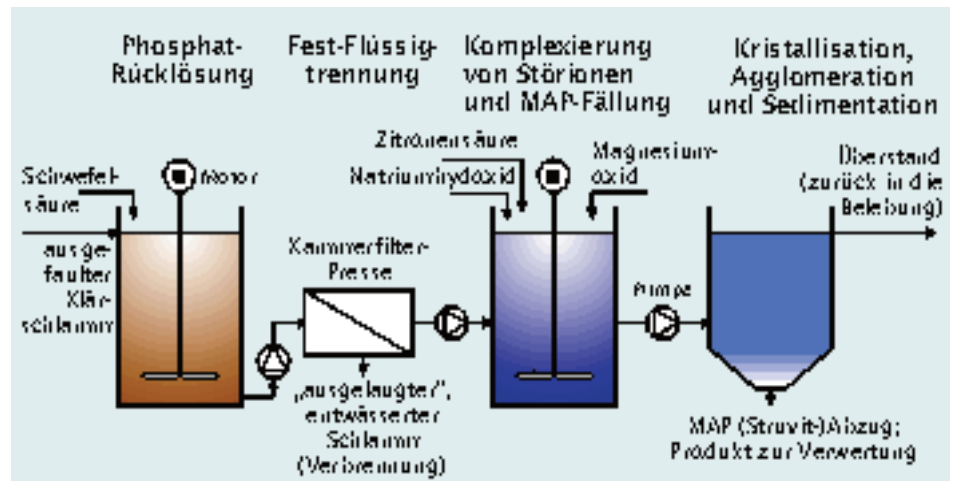 Phosphat-
Rücklösung
Fest-Flüssig-
trennung
Komplexierung
von Störionen
und MAP-Fällung
Kristallisation,
Agglomeration
und Sedimentation
Schwefel-
säure
Motor
Zitronensäure
Natriumhydoxid
Magnesium-
oxid
Überstand
(zurück in die
Belebung)
ausge-
faulter
Klär-
schlamm
Kammerfilter-
Presse
Pumpe
„ausgelaugter“,
entwässerter
Schlamm
(Verbrennung)
MAP (Struvit-)Abzug;
Produkt zur Verwertung